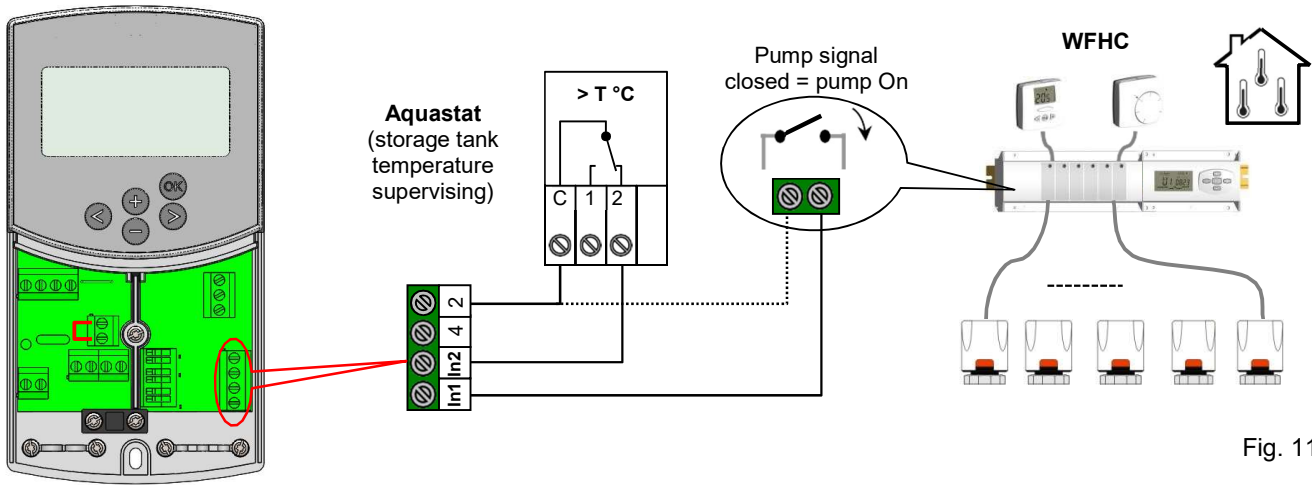 Aquastat
(storage tank
temperature
supervising)
> T °C
C 1 2
Pump signal
closed = pump On
WFHC
OK
< + >
−
2
4
In2
In1
Fig. 11